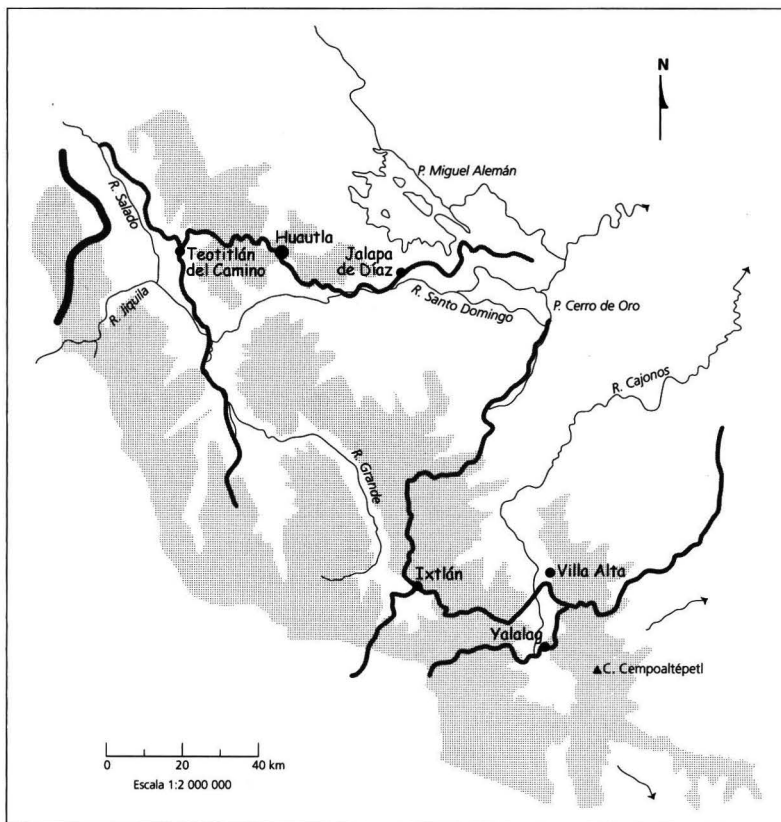 N
P. Miguel Alemán
R. Salado
Huautla
Teotitlán
del Camino
Jalapa
de Díaz
R. Santo Domingo
P. Cerro de Oro
R. Jiquila
R. Cajonos
R. Grande
Ixtlán
Villa Alta
Yalalag
C. Cempoaltépetl
0 20 40 km
Escala 1:2 000 000